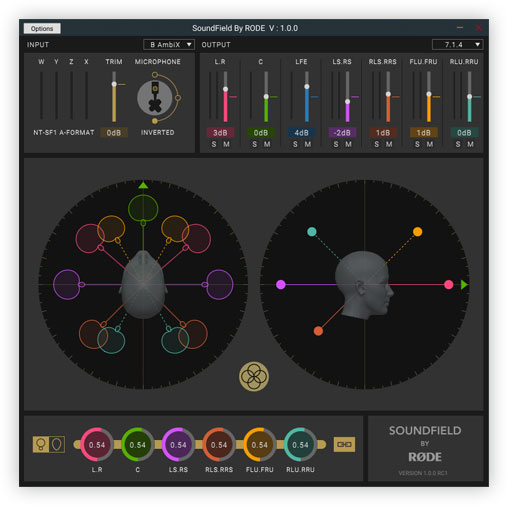 Options
SoundField By RODE V : 1.0.0
INPUT
B AmbiX
OUTPUT
7.1.4
W Y Z X TRIM MICROPHONE
L.R C LFE LS.RS RLS.RRS FLU.FRU RLU.RRU
NT-SF1 A-FORMAT 0dB INVERTED
3dB 0dB 4dB -2dB 1dB 1dB 0dB
S M S M S M S M S M S M S M
0.54 0.54 0.54 0.54 0.54 0.54
L.R C LS.RS RLS.RRS FLU.FRU RLU.RRU
SOUNDFIELD
BY
RØDE
VERSION 1.0.0 RC1